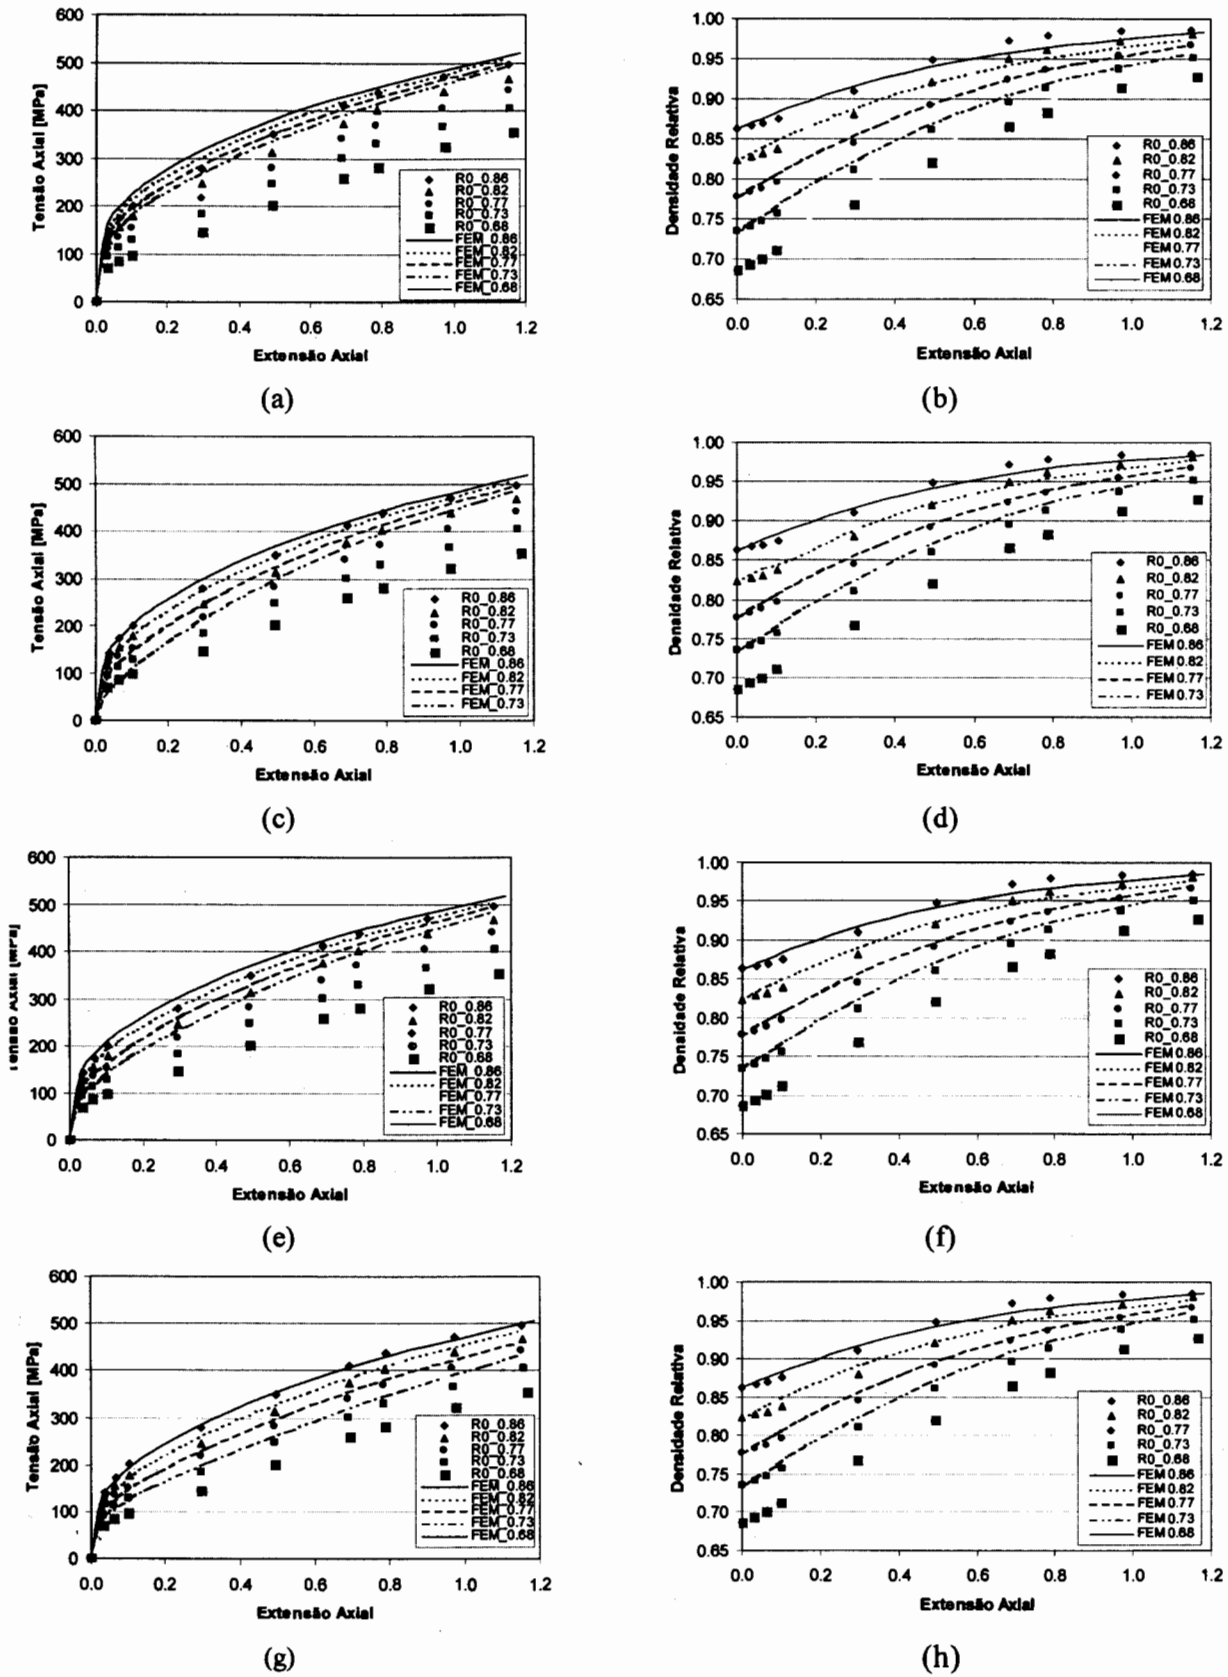 600
500
400
300
200
100
0
Tensão Axial [MPa]
R0_0.86
R0_0.82
R0_0.77
R0_0.73
R0_0.68
FEM_0.86
FEM_0.82
FEM_0.77
FEM_0.73
FEM_0.68
0.0 0.2 0.4 0.6 0.8 1.0 1.2
Extensão Axial
(a)
1.00
0.95
0.90
0.85
0.80
0.75
0.70
0.65
Densidade Relativa
R0_0.86
R0_0.82
R0_0.77
R0_0.73
R0_0.68
FEM 0.86
FEM 0.82
FEM 0.77
FEM 0.73
FEM 0.68
0.0 0.2 0.4 0.6 0.8 1.0 1.2
Extensão Axial
(b)
600
500
400
300
200
100
0
Tensão Axial [MPa]
R0_0.86
R0_0.82
R0_0.77
R0_0.73
R0_0.68
FEM_0.86
FEM_0.82
FEM_0.77
FEM_0.73
0.0 0.2 0.4 0.6 0.8 1.0 1.2
Extensão Axial
(c)
1.00
0.95
0.90
0.85
0.80
0.75
0.70
0.65
Densidade Relativa
R0_0.86
R0_0.82
R0_0.77
R0_0.73
R0_0.68
FEM 0.86
FEM 0.82
FEM 0.77
FEM 0.73
0.0 0.2 0.4 0.6 0.8 1.0 1.2
Extensão Axial
(d)
600
500
400
300
200
100
0
R0_0.86
R0_0.82
R0_0.77
R0_0.73
R0_0.68
FEM_0.86
FEM_0.82
FEM_0.77
FEM_0.73
FEM_0.68
0.0 0.2 0.4 0.6 0.8 1.0 1.2
Extensão Axial
(e)
1.00
0.95
0.90
0.85
0.80
0.75
0.70
0.65
Densidade Relativa
R0_0.86
R0_0.82
R0_0.77
R0_0.73
R0_0.68
FEM 0.86
FEM 0.82
FEM 0.77
FEM 0.73
FEM 0.68
0.0 0.2 0.4 0.6 0.8 1.0 1.2
Extensão Axial
(f)
600
500
400
300
200
100
0
Tensão Axial [MPa]
R0_0.86
R0_0.82
R0_0.77
R0_0.73
R0_0.68
FEM_0.86
FEM_0.82
FEM_0.77
FEM_0.73
FEM_0.68
0.0 0.2 0.4 0.6 0.8 1.0 1.2
Extensão Axial
(g)
1.00
0.95
0.90
0.85
0.80
0.75
0.70
0.65
Densidade Relativa
R0_0.86
R0_0.82
R0_0.77
R0_0.73
R0_0.68
FEM 0.86
FEM 0.82
FEM 0.77
FEM 0.73
FEM 0.68
0.0 0.2 0.4 0.6 0.8 1.0 1.2
Extensão Axial
(h)